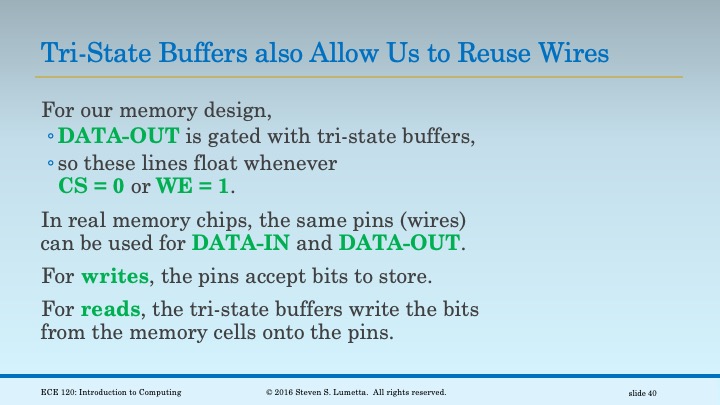 Tri-State Buffers also Allow Us to Reuse Wires
For our memory design,
◦DATA-OUT is gated with tri-state buffers,
◦so these lines float whenever
CS = 0 or WE = 1.
In real memory chips, the same pins (wires)
can be used for DATA-IN and DATA-OUT.
For writes, the pins accept bits to store.
For reads, the tri-state buffers write the bits
from the memory cells onto the pins.
ECE 120: Introduction to Computing © 2016 Steven S. Lumetta. All rights reserved. slide 40